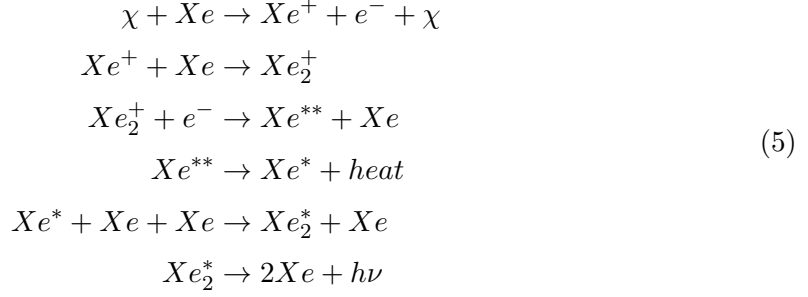 χ + Xe → Xe⁺ + e⁻ + χ
Xe⁺ + Xe → Xe₂⁺
Xe₂⁺ + e⁻ → Xe** + Xe
Xe** → Xe* + heat
Xe* + Xe + Xe → Xe₂* + Xe
Xe₂* → 2Xe + hν
(5)